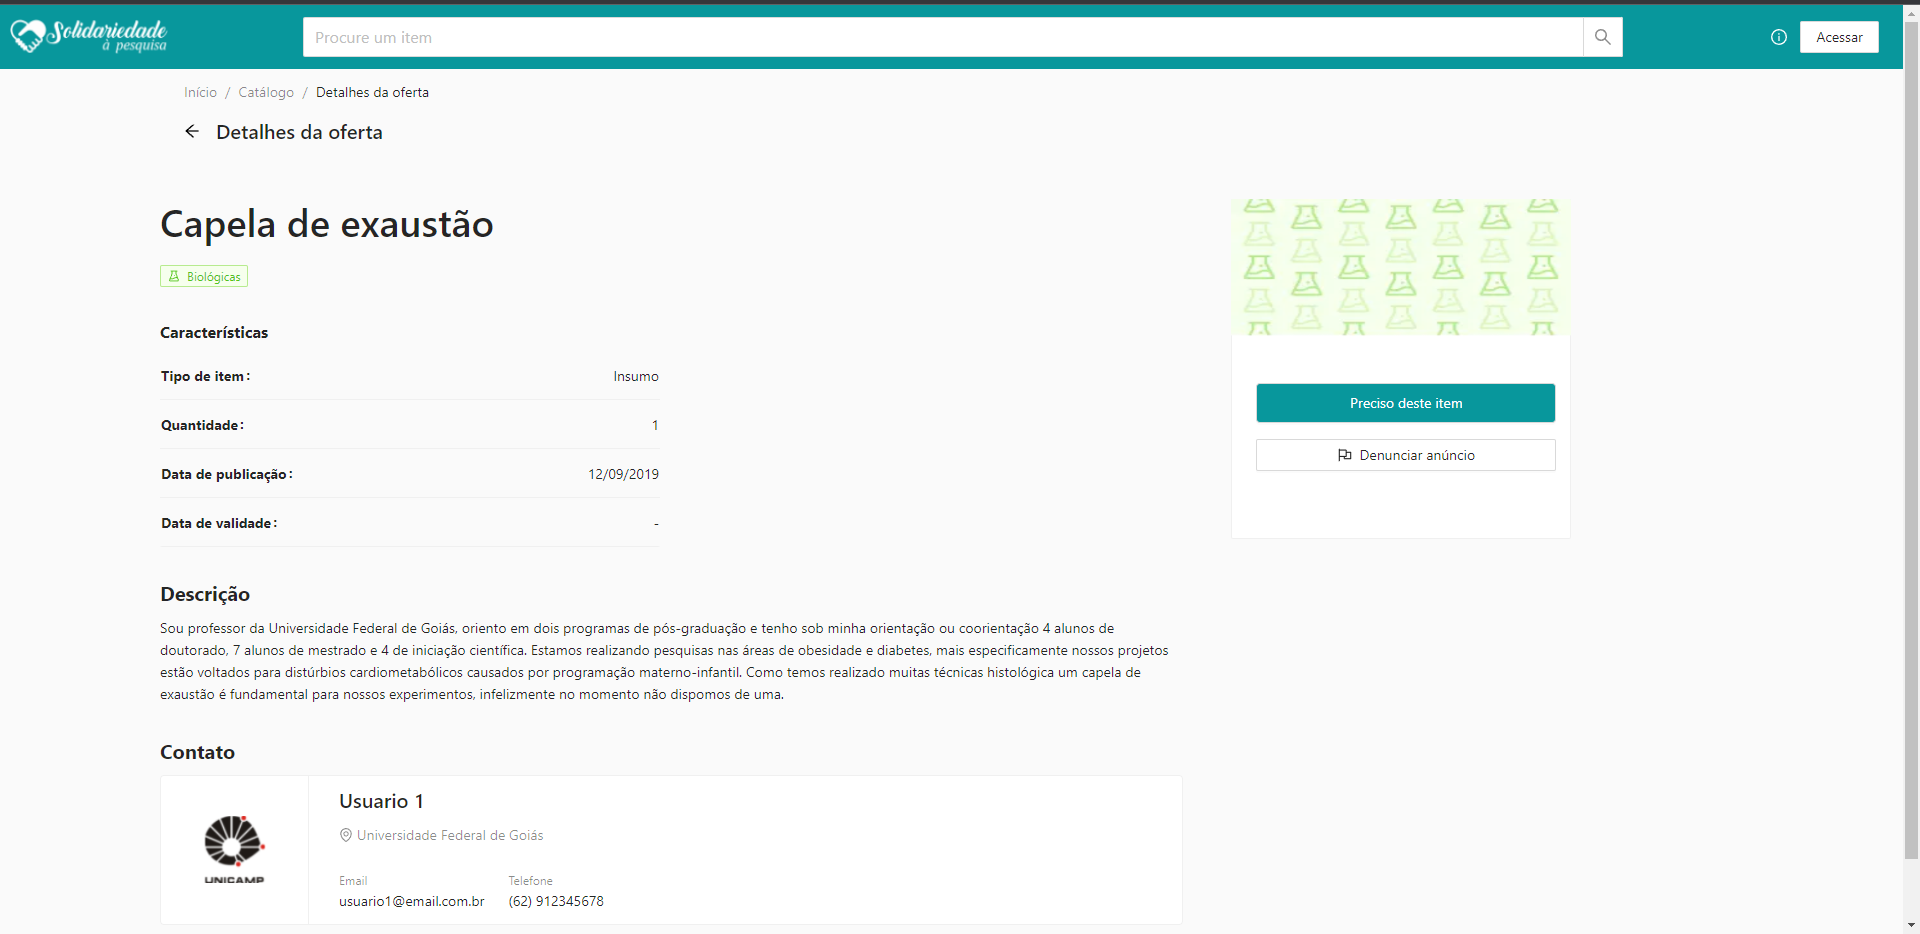 Solidariedade
à pesquisa
Procure um item
Acessar
Início / Catálogo / Detalhes da oferta
Detalhes da oferta
Capela de exaustão
Biológicas
Características
Tipo de item: Insumo
Quantidade: 1
Data de publicação: 12/09/2019
Data de validade: -
Preciso deste item
Denunciar anúncio
Descrição
Sou professor da Universidade Federal de Goiás, oriento em dois programas de pós-graduação e tenho sob minha orientação ou coorientação 4 alunos de
doutorado, 7 alunos de mestrado e 4 de iniciação científica. Estamos realizando pesquisas nas áreas de obesidade e diabetes, mais especificamente nossos projetos
estão voltados para distúrbios cardiometabólicos causados por programação materno-infantil. Como temos realizado muitas técnicas histológica um capela de
exaustão é fundamental para nossos experimentos, infelizmente no momento não dispomos de uma.
Contato
UNICAMP
Usuario 1
Universidade Federal de Goiás
Email Telefone
usuario1@email.com.br (62) 912345678